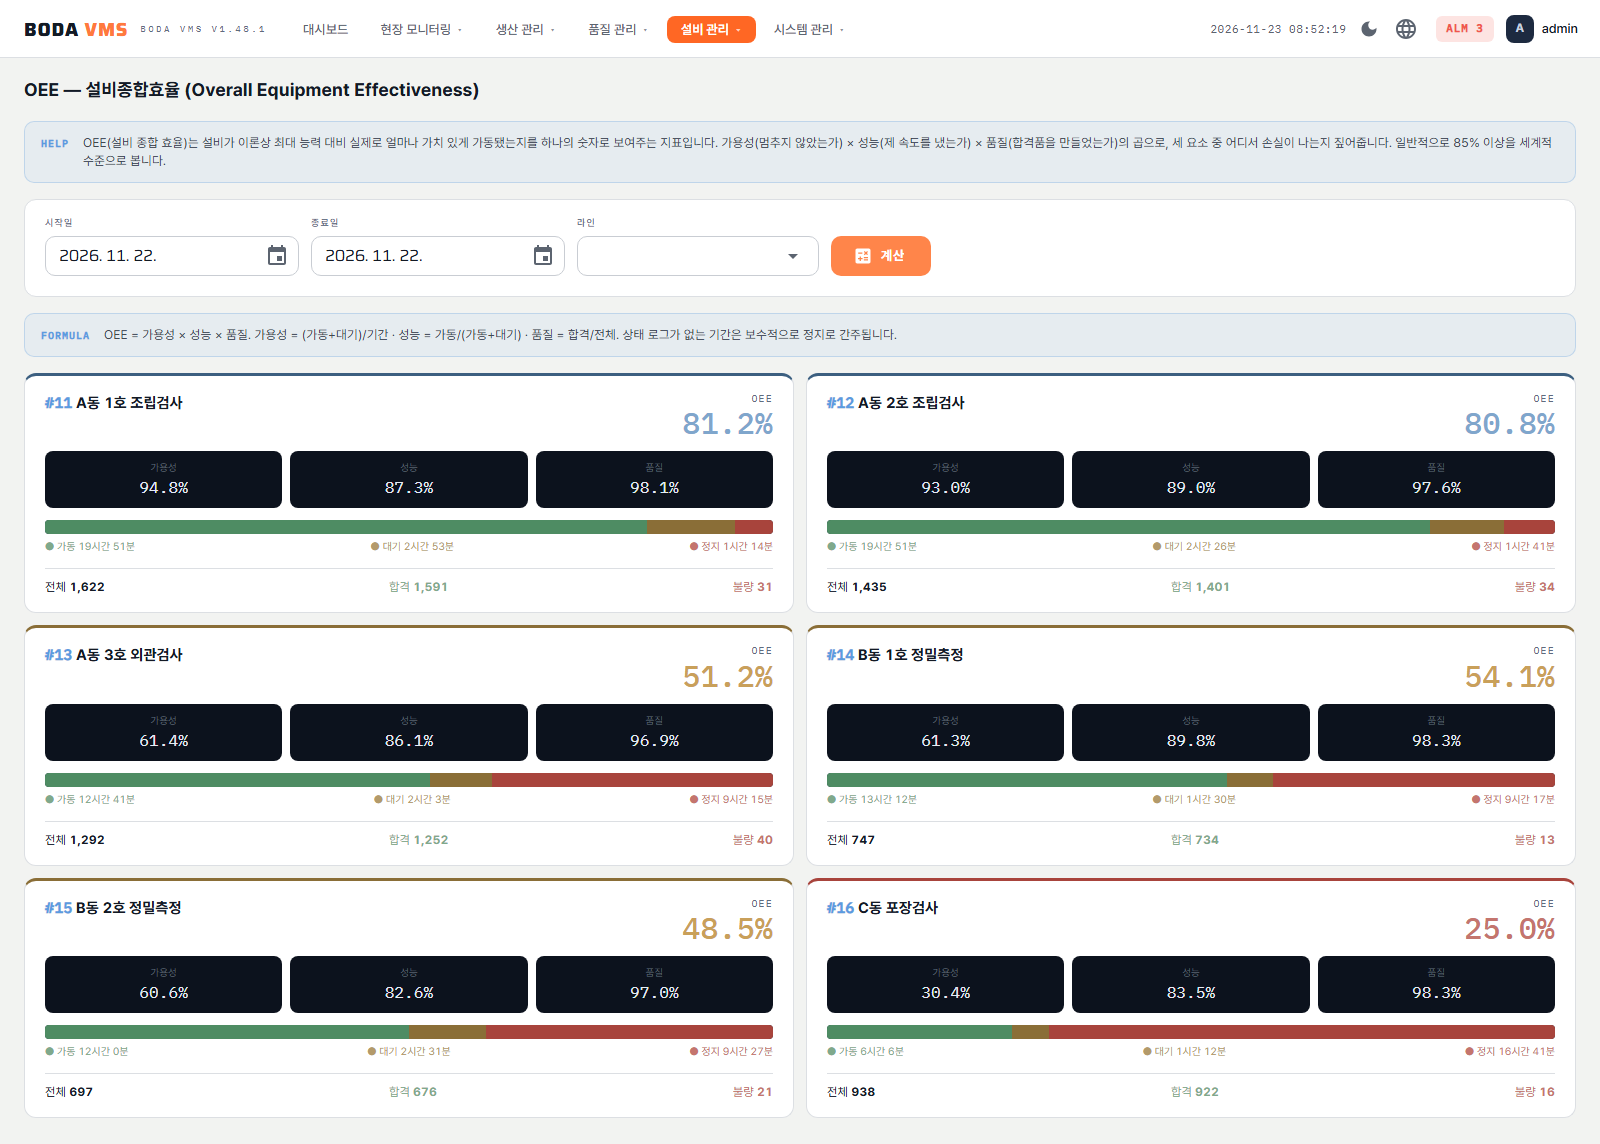 BODA VMS BODA VMS V1.48.1 대시보드 현장 모니터링 생산 관리 품질 관리 설비 관리 시스템 관리 2026-11-23 08:52:19 ALM 3 A admin
OEE — 설비종합효율 (Overall Equipment Effectiveness)
HELP OEE(설비 종합 효율)는 설비가 이론상 최대 능력 대비 실제로 얼마나 가치 있게 가동됐는지를 하나의 숫자로 보여주는 지표입니다. 가용성(멈추지 않았는가) × 성능(제 속도를 냈는가) × 품질(합격품을 만들었는가)의 곱으로, 세 요소 중 어디서 손실이 나는지 짚어줍니다. 일반적으로 85% 이상을 세계적
수준으로 봅니다.
시작일 종료일 라인
2026. 11. 22. 2026. 11. 22. 계산
FORMULA OEE = 가용성 × 성능 × 품질. 가용성 = (가동+대기)/기간 · 성능 = 가동/(가동+대기) · 품질 = 합격/전체. 상태 로그가 없는 기간은 보수적으로 정지로 간주됩니다.
#11 A동 1호 조립검사
OEE
81.2%
가용성 성능 품질
94.8% 87.3% 98.1%
가동 19시간 51분 대기 2시간 53분 정지 1시간 14분
전체 1,622 합격 1,591 불량 31
#12 A동 2호 조립검사
OEE
80.8%
가용성 성능 품질
93.0% 89.0% 97.6%
가동 19시간 51분 대기 2시간 26분 정지 1시간 41분
전체 1,435 합격 1,401 불량 34
#13 A동 3호 외관검사
OEE
51.2%
가용성 성능 품질
61.4% 86.1% 96.9%
가동 12시간 41분 대기 2시간 3분 정지 9시간 15분
전체 1,292 합격 1,252 불량 40
#14 B동 1호 정밀측정
OEE
54.1%
가용성 성능 품질
61.3% 89.8% 98.3%
가동 13시간 12분 대기 1시간 30분 정지 9시간 17분
전체 747 합격 734 불량 13
#15 B동 2호 정밀측정
OEE
48.5%
가용성 성능 품질
60.6% 82.6% 97.0%
가동 12시간 0분 대기 2시간 31분 정지 9시간 27분
전체 697 합격 676 불량 21
#16 C동 포장검사
OEE
25.0%
가용성 성능 품질
30.4% 83.5% 98.3%
가동 6시간 6분 대기 1시간 12분 정지 16시간 41분
전체 938 합격 922 불량 16